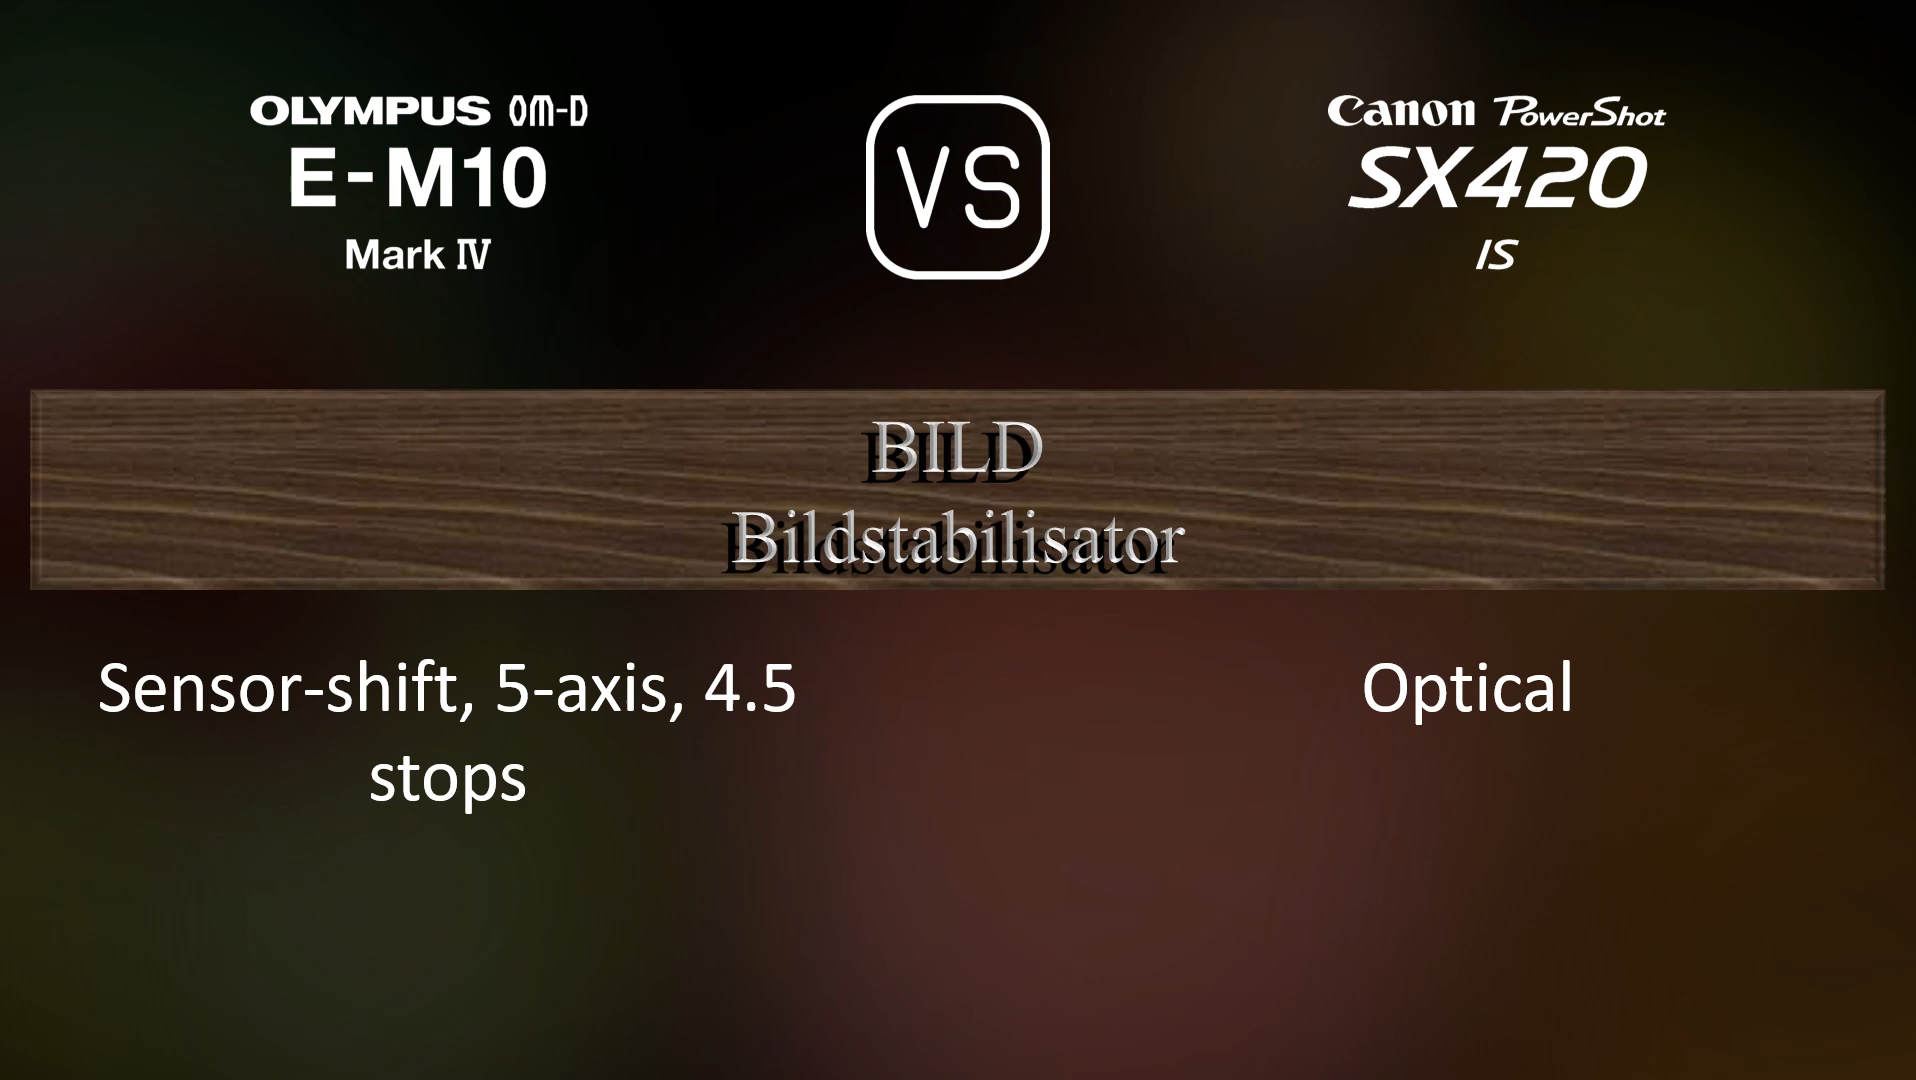 OLYMPUS OM-D
E-M10
Mark IV
VS
Canon PowerShot
SX420
IS
BILD
Bildstabilisator
Sensor-shift, 5-axis, 4.5
stops
Optical